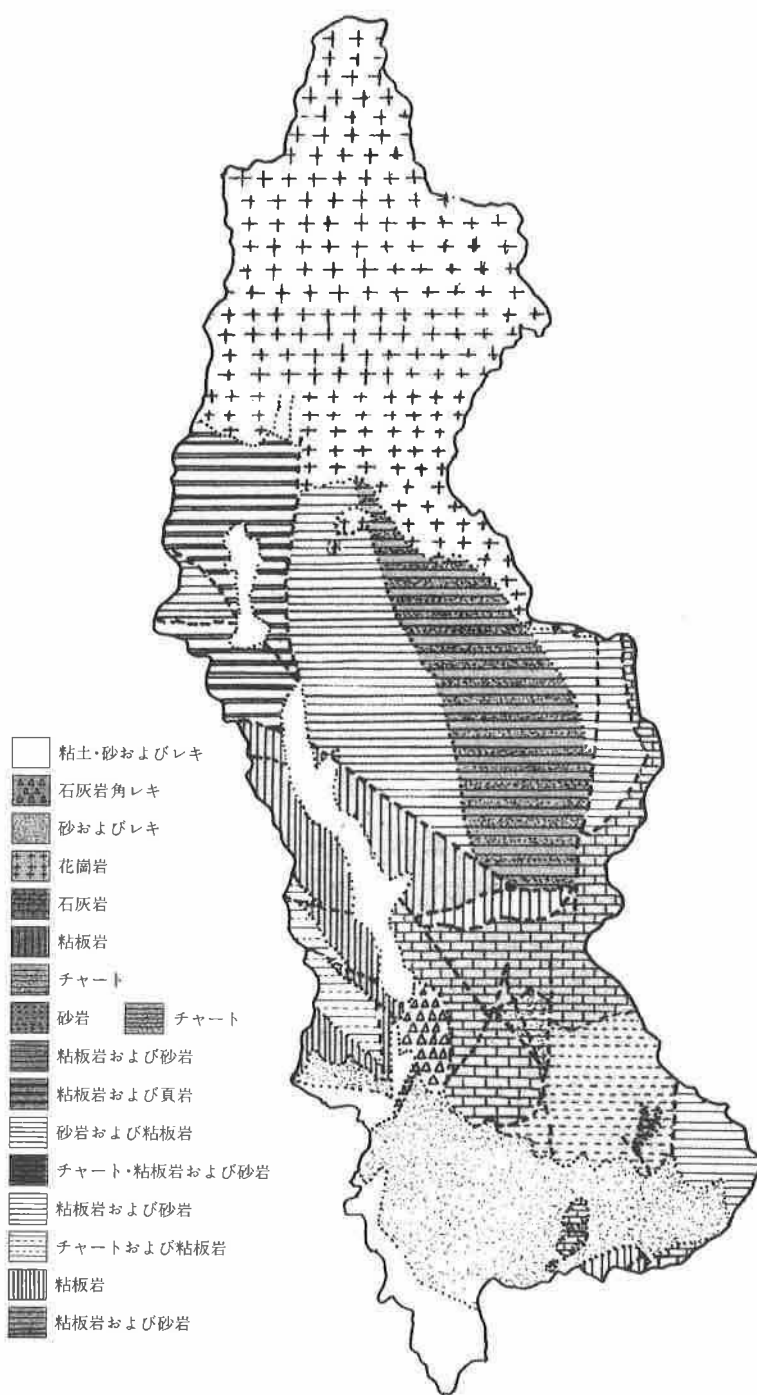 粘土・砂およびレキ
石灰岩角レキ
砂およびレキ
花崗岩
石灰岩
粘板岩
チャート
砂岩 チャート
粘板岩および砂岩
粘板岩および頁岩
砂岩および粘板岩
チャート・粘板岩および砂岩
粘板岩および砂岩
チャートおよび粘板岩
粘板岩
粘板岩および砂岩